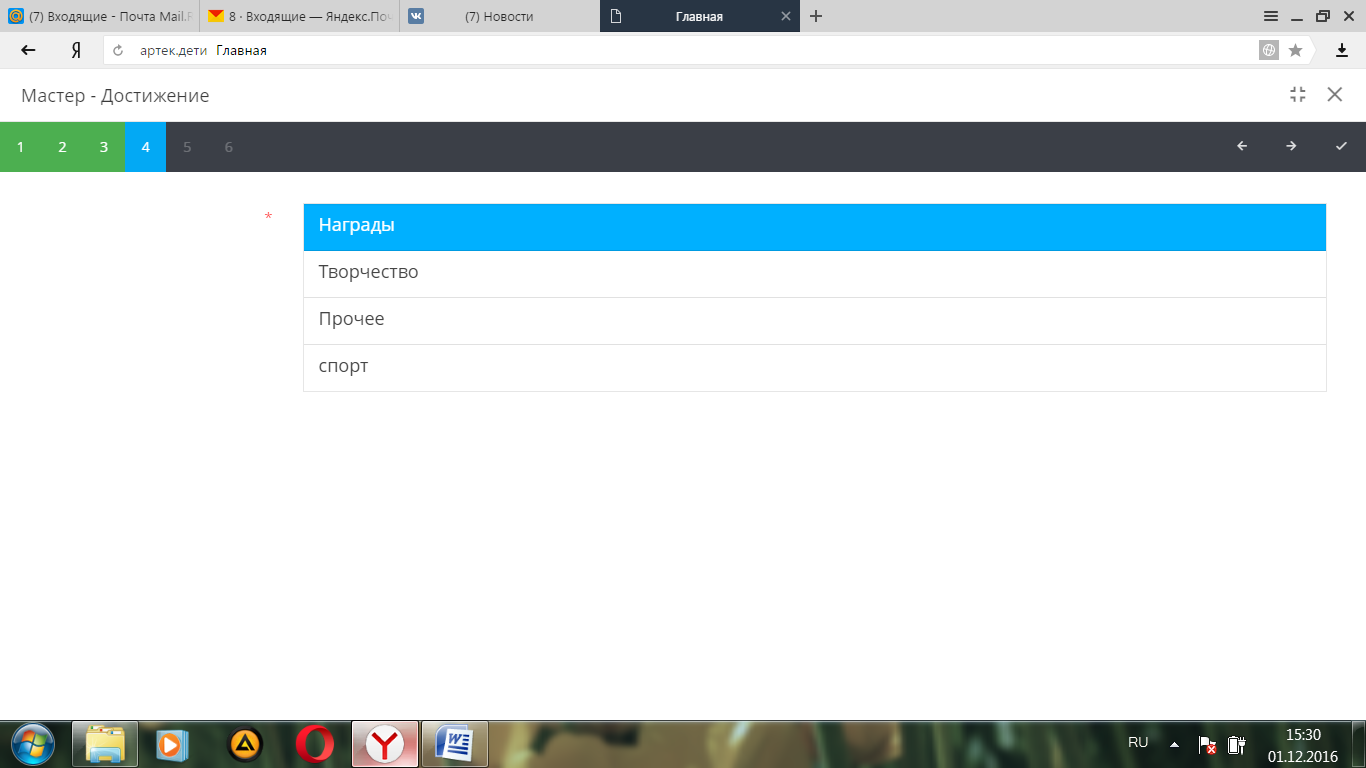 (7) Входящие - Почта Mail.R
8 · Входящие — Яндекс.Поч
(7) Новости
Главная
артек.дети Главная
Мастер - Достижение
1 2 3 4 5 6
*
Награды
Творчество
Прочее
спорт
RU
15:30
01.12.2016